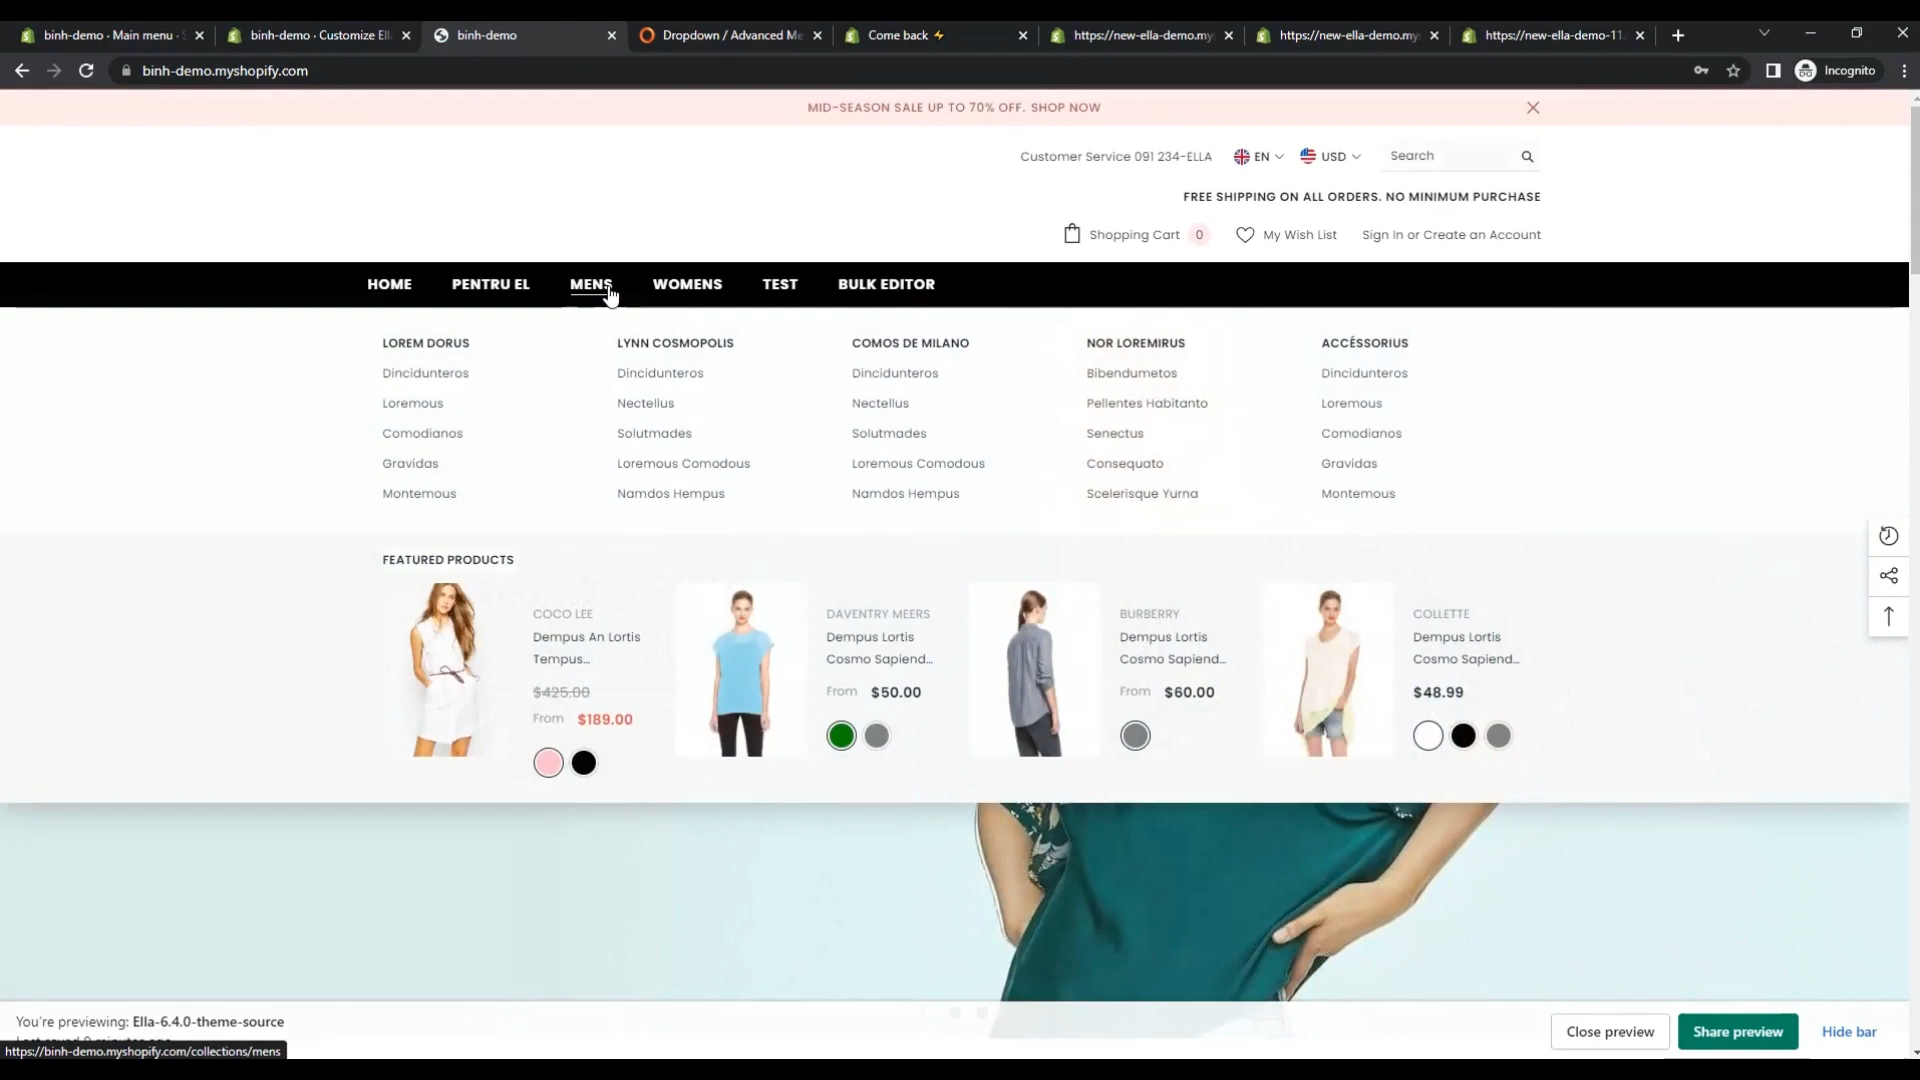 binh-demo · Main menu · S
binh-demo · Customize Ell
binh-demo
Dropdown / Advanced Me
Come back ⚡
https://new-ella-demo.my
https://new-ella-demo.my
https://new-ella-demo-11.
binh-demo.myshopify.com
Incognito
MID-SEASON SALE UP TO 70% OFF. SHOP NOW
Customer Service 091 234-ELLA
EN
USD
Search
FREE SHIPPING ON ALL ORDERS. NO MINIMUM PURCHASE
Shopping Cart 0
My Wish List
Sign In or Create an Account
HOME
PENTRU EL
MENS
WOMENS
TEST
BULK EDITOR
LOREM DORUS
Dincidunteros
Loremous
Comodianos
Gravidas
Montemous
LYNN COSMOPOLIS
Dincidunteros
Nectellus
Solutmades
Loremous Comodous
Namdos Hempus
COMOS DE MILANO
Dincidunteros
Nectellus
Solutmades
Loremous Comodous
Namdos Hempus
NOR LOREMIRUS
Bibendumetos
Pellentes Habitanto
Senectus
Consequato
Scelerisque Yurna
ACCÉSSORIUS
Dincidunteros
Loremous
Comodianos
Gravidas
Montemous
FEATURED PRODUCTS
COCO LEE
Dempus An Lortis
Tempus...
$425.00
From $189.00
DAVENTRY MEERS
Dempus Lortis
Cosmo Sapiend...
From $50.00
BURBERRY
Dempus Lortis
Cosmo Sapiend...
From $60.00
COLLETTE
Dempus Lortis
Cosmo Sapiend...
$48.99
You're previewing: Ella-6.4.0-theme-source
https://binh-demo.myshopify.com/collections/mens
Close preview
Share preview
Hide bar